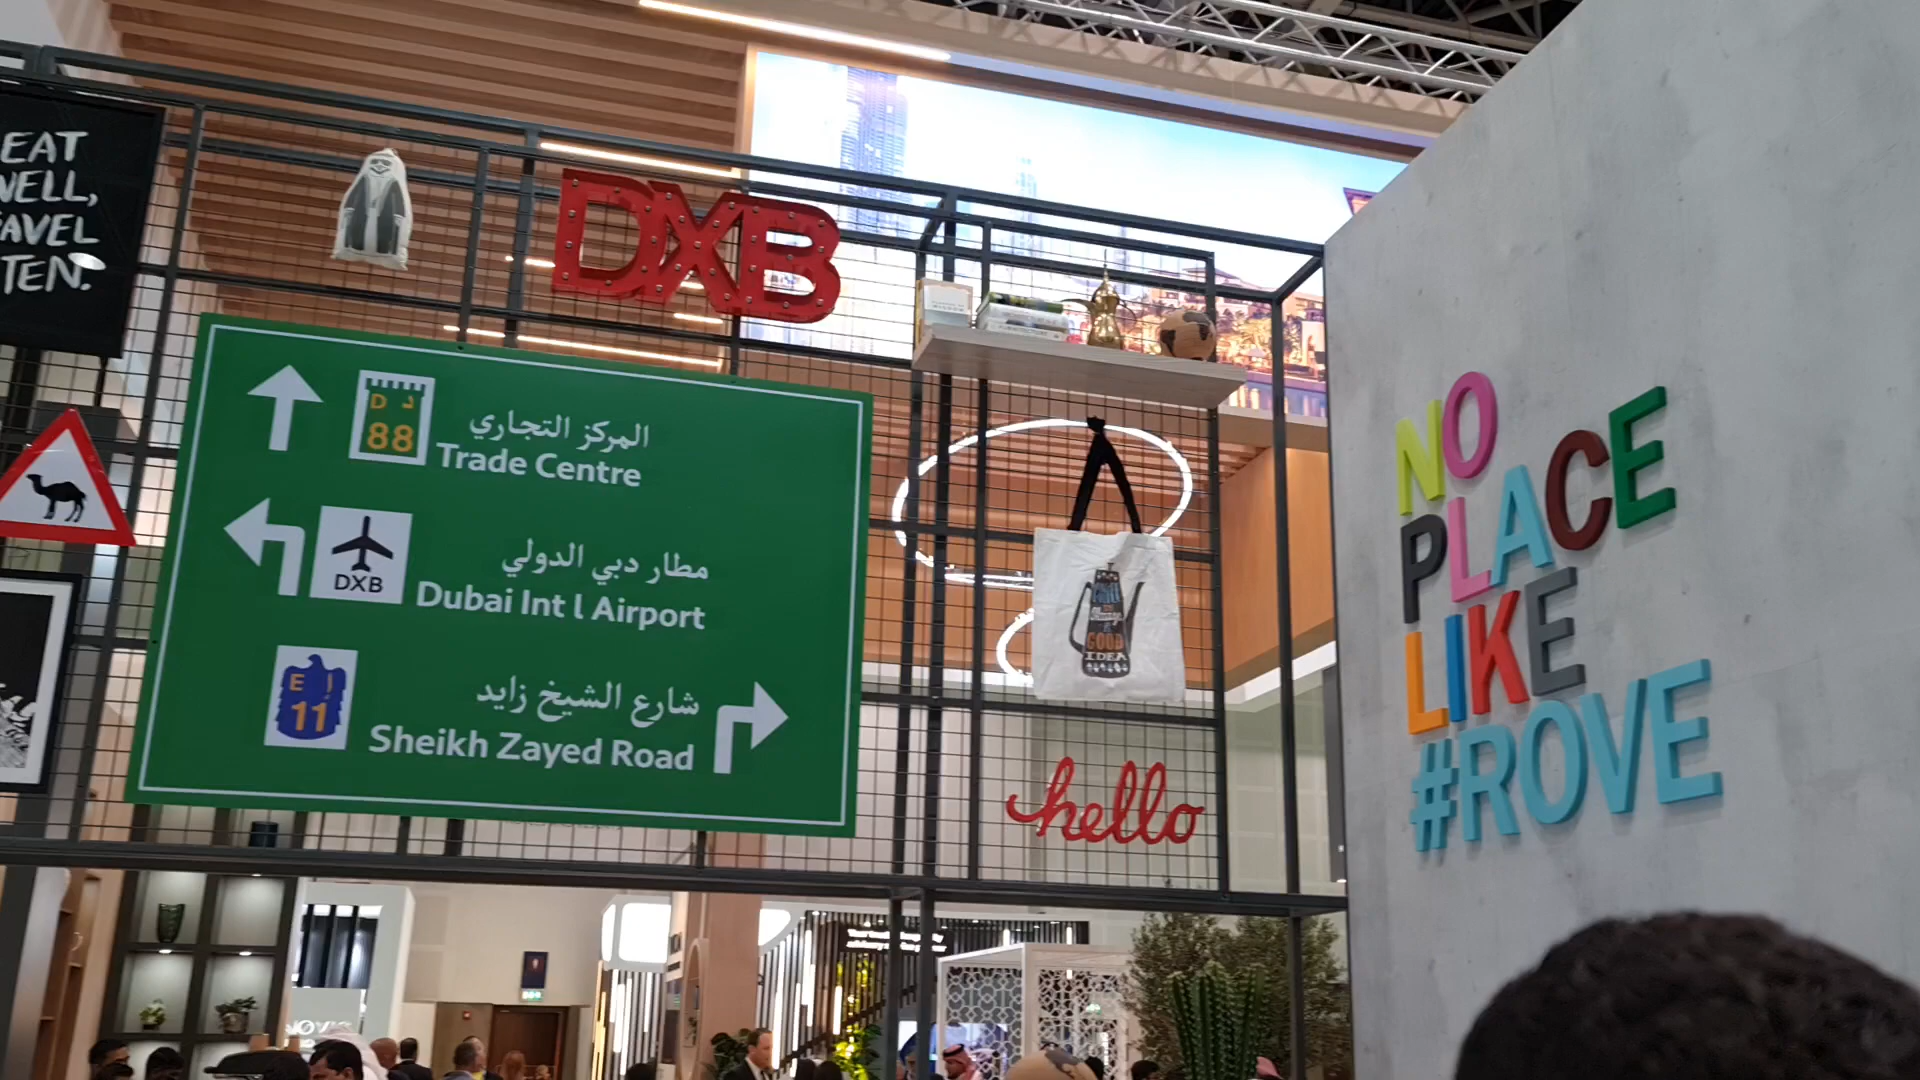 EAT
WELL,
TEN.
DXB
D د
88
المركز التجاري
Trade Centre
DXB
مطار دبي الدولي
Dubai Int l Airport
E إ
11
شارع الشيخ زايد
Sheikh Zayed Road
GOOD
IDEA
hello
NO
PLACE
LIKE
#ROVE